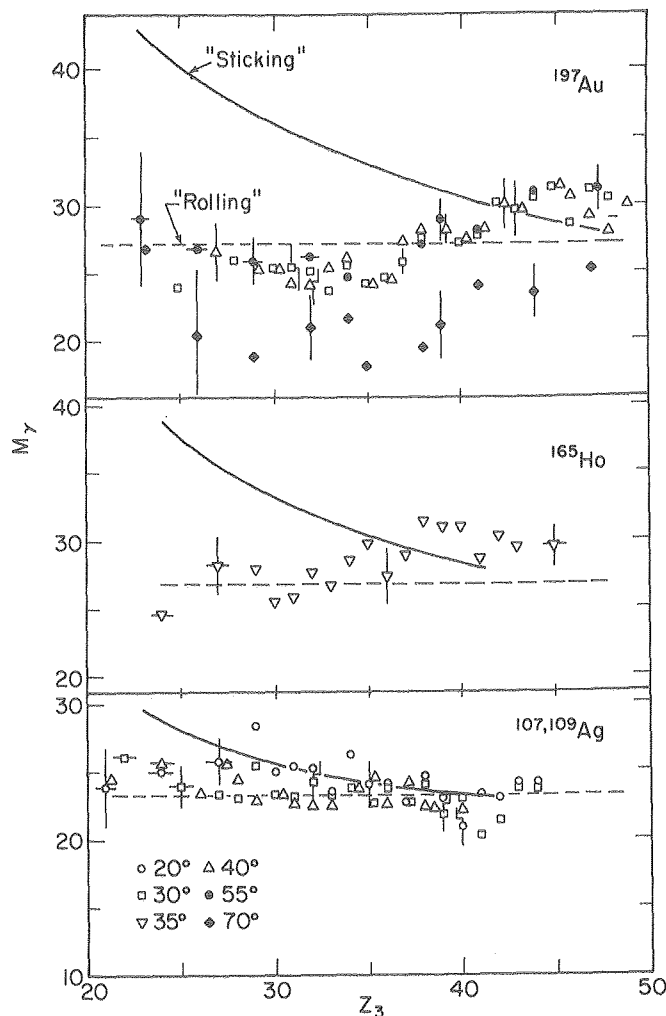 40
"Sticking"
¹⁹⁷Au
"Rolling"
30
20
40
Mγ
¹⁶⁵Ho
30
20
30
¹⁰⁷,¹⁰⁹Ag
20
○ 20° △ 40°
□ 30° ● 55°
▽ 35° ◆ 70°
10
20 30 40 50
Z₃